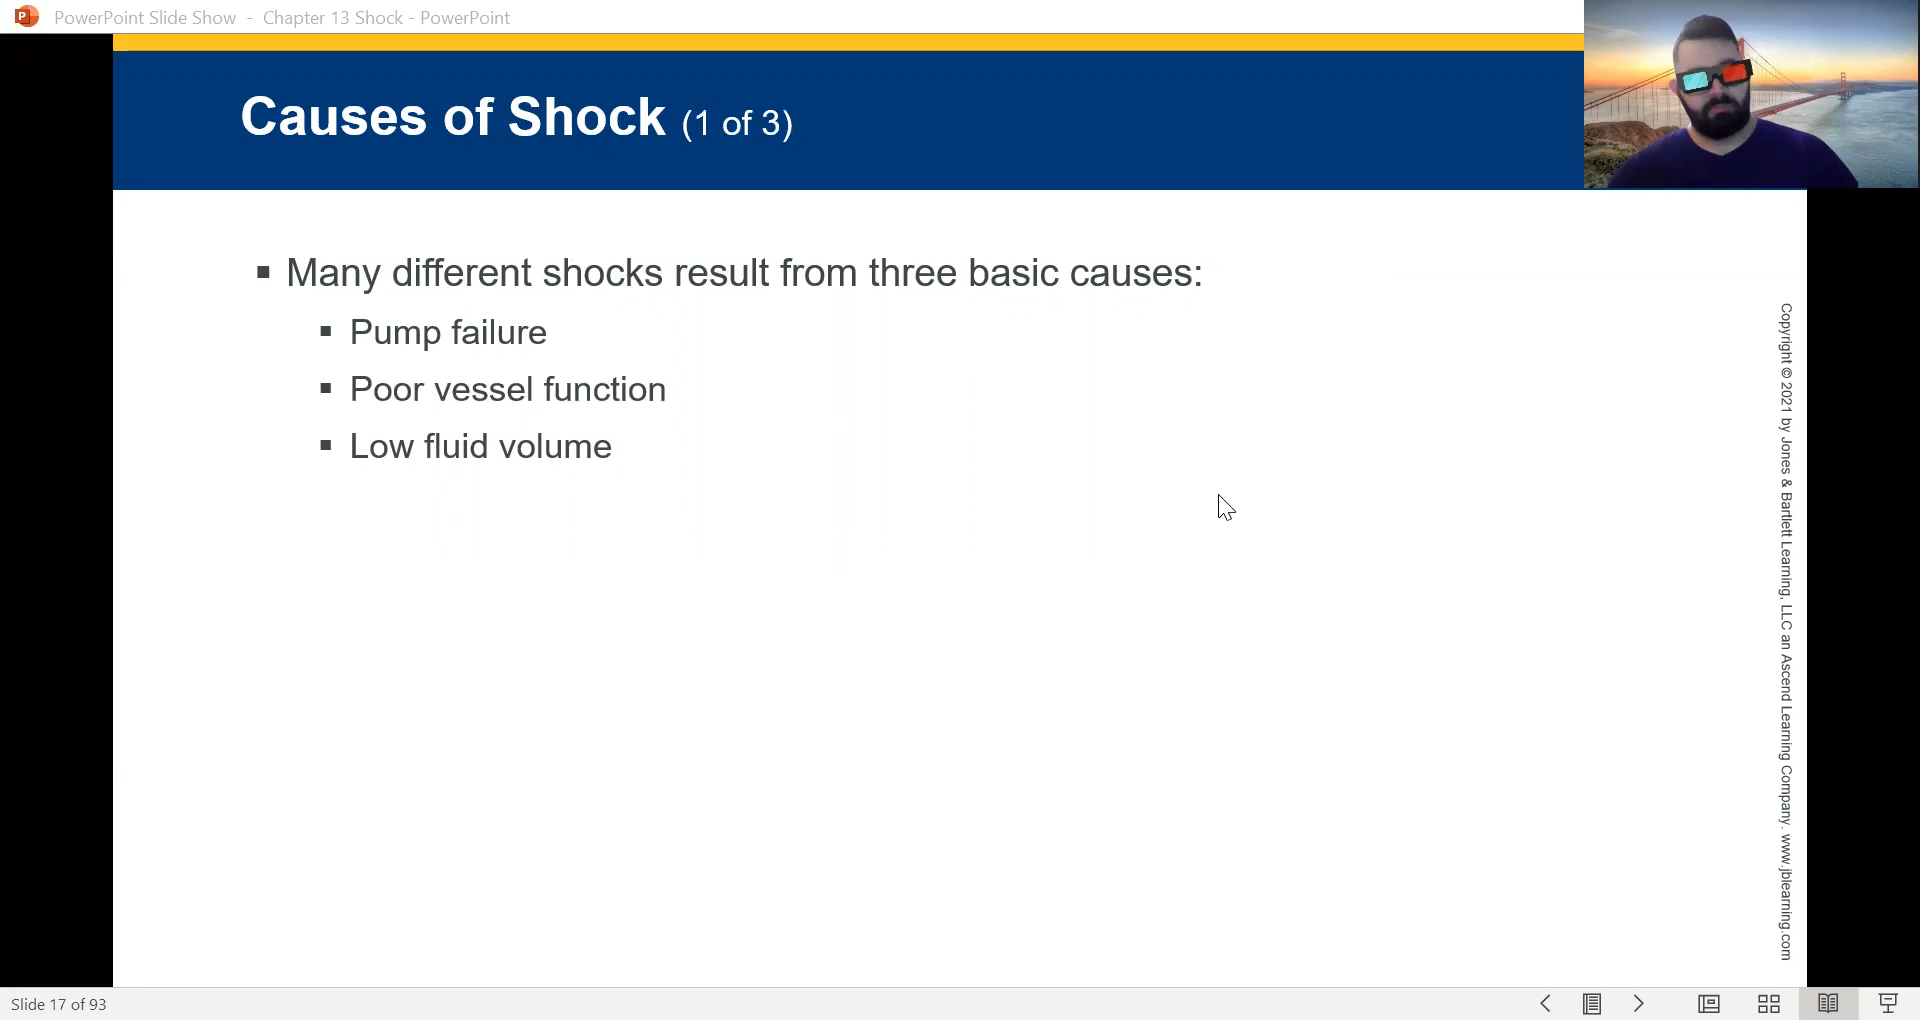 PowerPoint Slide Show - Chapter 13 Shock - PowerPoint
Causes of Shock (1 of 3)
▪ Many different shocks result from three basic causes:
▪ Pump failure
▪ Poor vessel function
▪ Low fluid volume
Copyright © 2021 by Jones & Bartlett Learning, LLC an Ascend Learning Company. www.jblearning.com
Slide 17 of 93